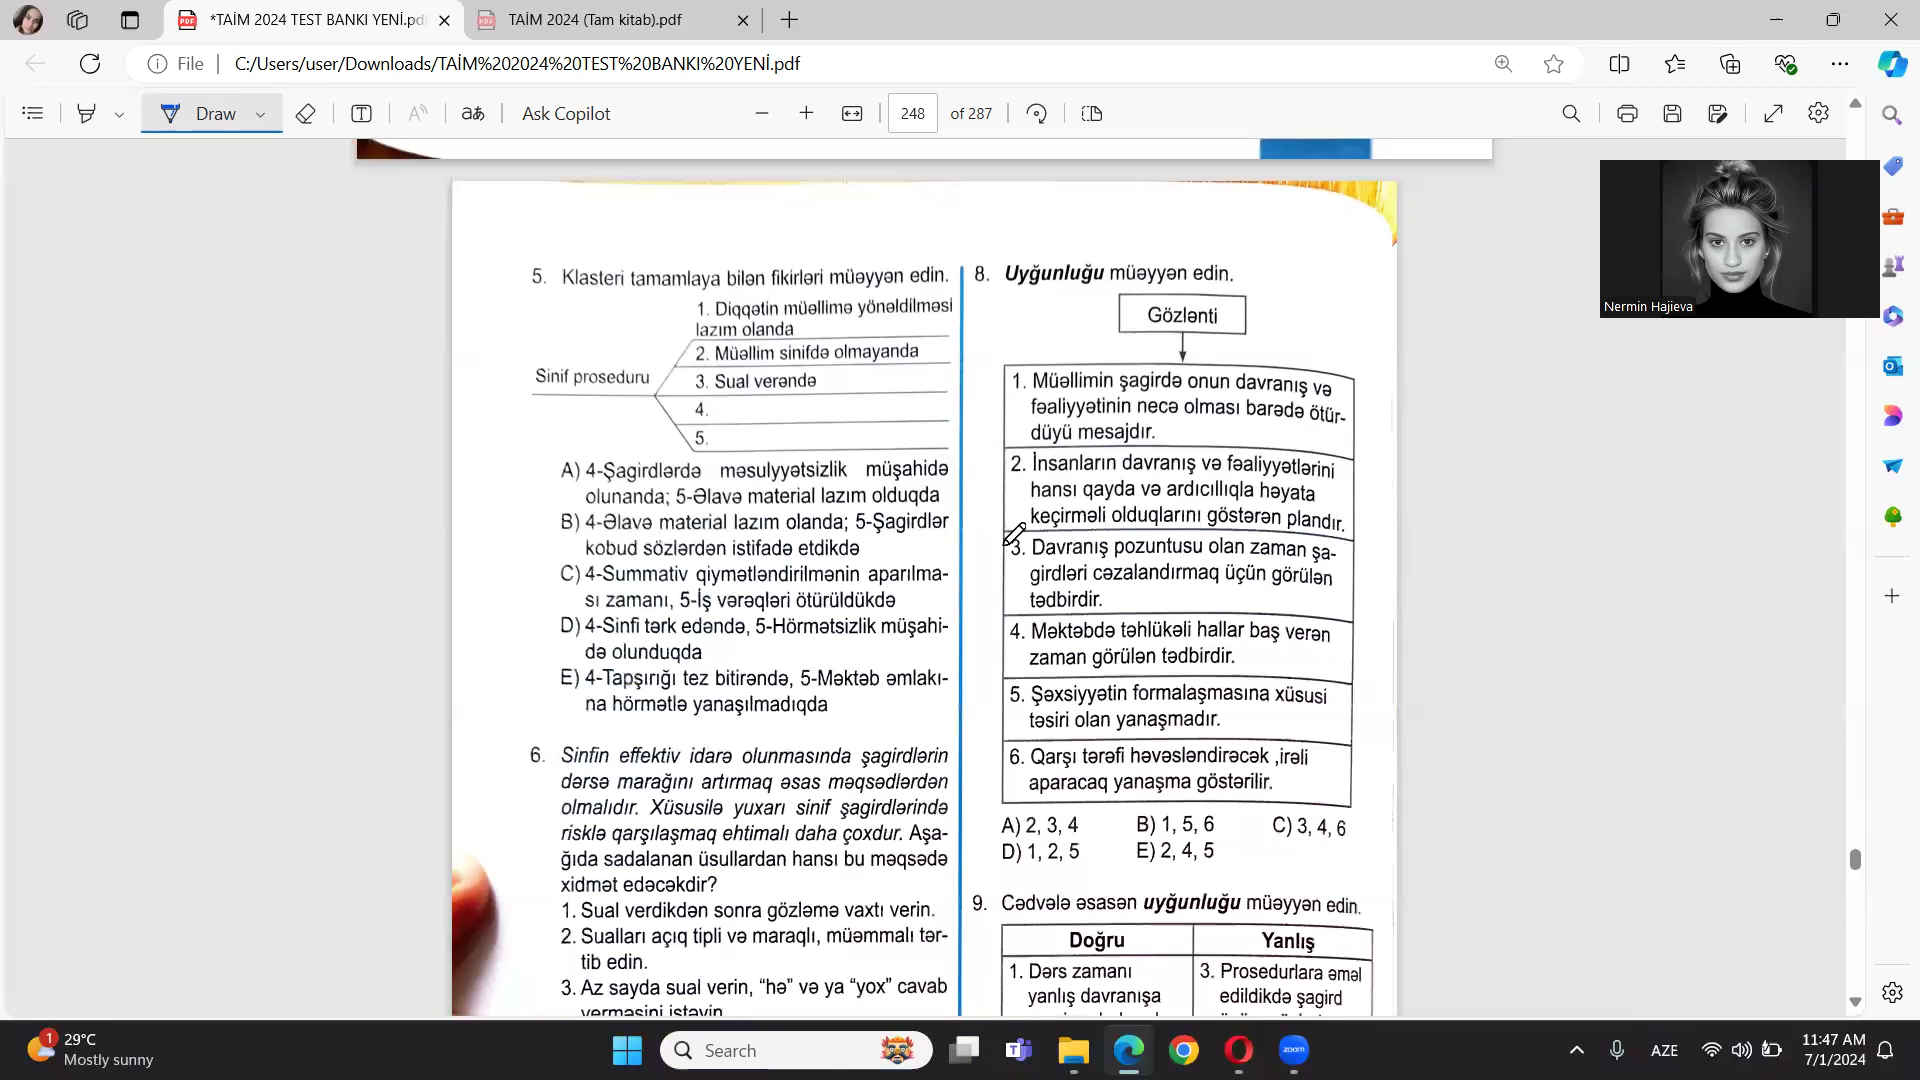 *TAİM 2024 TEST BANKI YENİ.pdf
TAİM 2024 (Tam kitab).pdf
File
C:/Users/user/Downloads/TAİM%202024%20TEST%20BANKI%20YENİ.pdf
Draw
aあ
Ask Copilot
248
of 287
Nermin Hajieva
5. Klasteri tamamlaya bilən fikirləri müəyyən edin.
1. Diqqətin müəllimə yönəldilməsi
lazım olanda
2. Müəllim sinifdə olmayanda
Sinif proseduru
3. Sual verəndə
4.
5.
A) 4-Şagirdlərdə məsulyyətsizlik müşahidə
olunanda; 5-Əlavə material lazım olduqda
B) 4-Əlavə material lazım olanda; 5-Şagirdlər
kobud sözlərdən istifadə etdikdə
C) 4-Summativ qiymətləndirilmənin aparılma-
sı zamanı, 5-İş vərəqləri ötürüldükdə
D) 4-Sinfi tərk edəndə, 5-Hörmətsizlik müşahi-
də olunduqda
E) 4-Tapşırığı tez bitirəndə, 5-Məktəb əmlakı-
na hörmətlə yanaşılmadıqda
6. Sinfin effektiv idarə olunmasında şagirdlərin
dərsə marağını artırmaq əsas məqsədlərdən
olmalıdır. Xüsusilə yuxarı sinif şagirdlərində
risklə qarşılaşmaq ehtimalı daha çoxdur. Aşa-
ğıda sadalanan üsullardan hansı bu məqsədə
xidmət edəcəkdir?
1. Sual verdikdən sonra gözləmə vaxtı verin.
2. Sualları açıq tipli və maraqlı, müəmmalı tər-
tib edin.
3. Az sayda sual verin, “hə” və ya “yox” cavab
verməsini istəyin
8. Uyğunluğu müəyyən edin.
Gözlənti
1. Müəllimin şagirdə onun davranış və
fəaliyyətinin necə olması barədə ötür-
düyü mesajdır.
2. İnsanların davranış və fəaliyyətlərini
hansı qayda və ardıcıllıqla həyata
keçirməli olduqlarını göstərən plandır.
3. Davranış pozuntusu olan zaman şa-
girdləri cəzalandırmaq üçün görülən
tədbirdir.
4. Məktəbdə təhlükəli hallar baş verən
zaman görülən tədbirdir.
5. Şəxsiyyətin formalaşmasına xüsusi
təsiri olan yanaşmadır.
6. Qarşı tərəfi həvəsləndirəcək ,irəli
aparacaq yanaşma göstərilir.
A) 2, 3, 4 B) 1, 5, 6 C) 3, 4, 6
D) 1, 2, 5 E) 2, 4, 5
9. Cədvələ əsasən uyğunluğu müəyyən edin.
Doğru Yanlış
1. Dərs zamanı
yanlış davranışa
3. Prosedurlara əməl
edildikdə şagird
1
29°C
Mostly sunny
Search
zoom
AZE
11:47 AM
7/1/2024